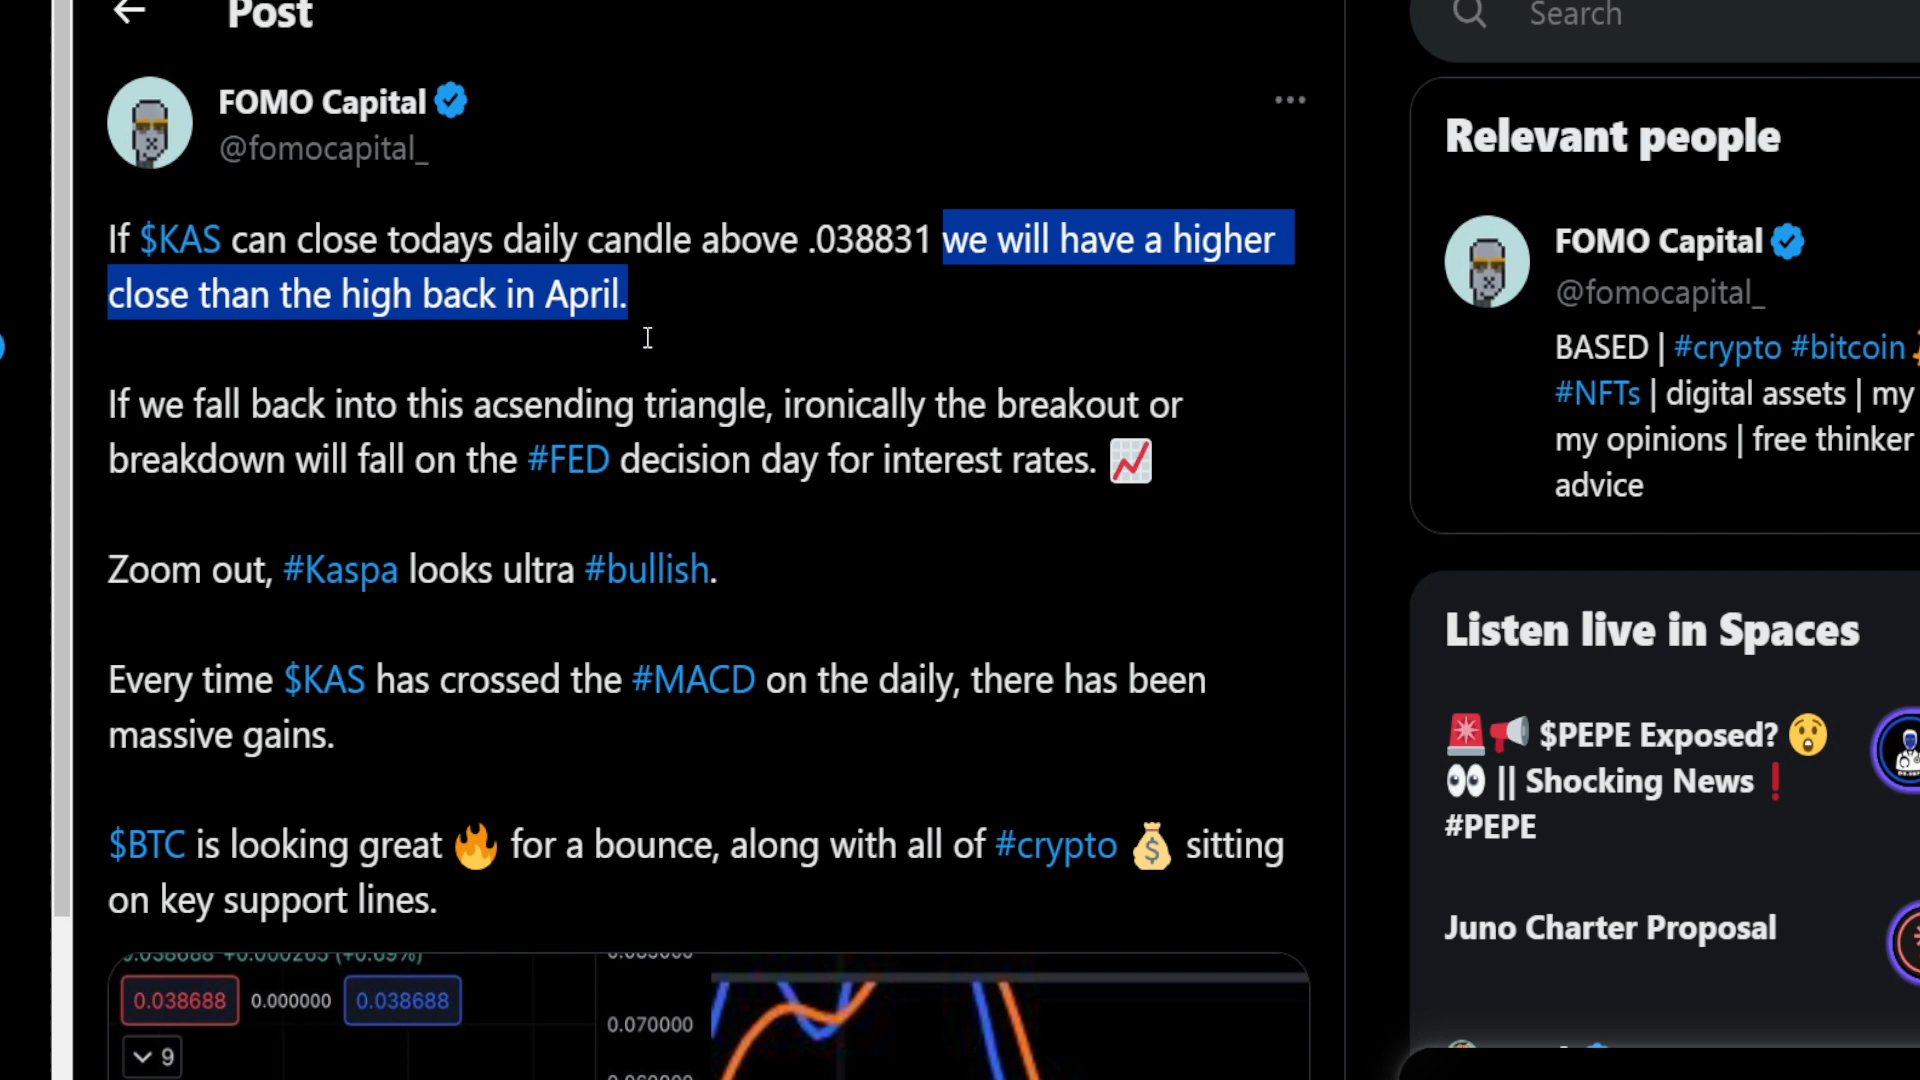 Post
FOMO Capital
@fomocapital_
If $KAS can close todays daily candle above .038831 we will have a higher
close than the high back in April.
If we fall back into this acsending triangle, ironically the breakout or
breakdown will fall on the #FED decision day for interest rates. 📈
Zoom out, #Kaspa looks ultra #bullish.
Every time $KAS has crossed the #MACD on the daily, there has been
massive gains.
$BTC is looking great 🔥 for a bounce, along with all of #crypto 💰 sitting
on key support lines.
0.038688 +0.000265 (+0.69%)
0.038688 0.000000 0.038688
9
0.070000
Search
Relevant people
FOMO Capital
@fomocapital_
BASED | #crypto #bitcoin
#NFTs | digital assets | my
my opinions | free thinker
advice
Listen live in Spaces
🚨📢 $PEPE Exposed? 😲
👀 || Shocking News❗
#PEPE
Juno Charter Proposal